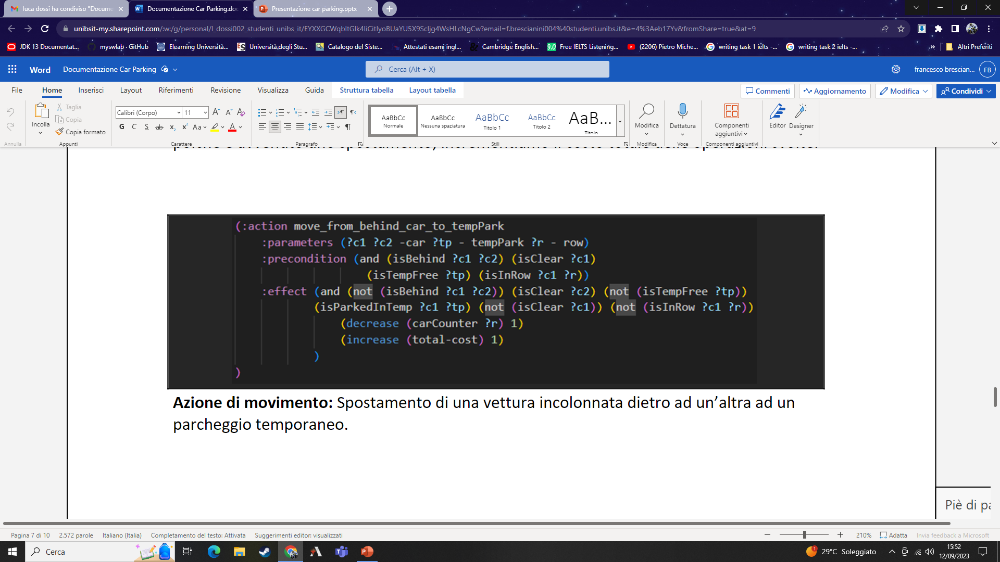 luca dossi ha condiviso "Docume
Documentazione Car Parking.doc
Presentazione car parking.pptx
unibsit-my.sharepoint.com/:w:/g/personal/l_dossi002_studenti_unibs_it/EYXXGCWqbItGlk4IiCitlyoBUaYU5X9ScIjg4WsHLcNgCw?email=f.brescianini004%40studenti.unibs.it&e=4%3Aeb17Yv&fromShare=true&at=9
JDK 13 Documentat...
myswlab · GitHub
Elearning Università...
Università degli Stu...
Catalogo del Siste...
Attestati esami ingl...
Cambridge English...
9.0 Free IELTS Listening...
(2206) Pietro Miche...
writing task 1 ielts -...
writing task 2 ielts -...
»
Altri Preferiti
Word
Documentazione Car Parking
Cerca (Alt + X)
francesco brescian...
FB
File
Home
Inserisci
Layout
Riferimenti
Revisione
Visualizza
Guida
Struttura tabella
Layout tabella
Commenti
Aggiornamento
Modifica
Condividi
Incolla
Taglia
Copia
Copia formato
Calibri (Corpo)
11
G C S ab x₂ x² Aa A
AaBbCc
Normale
AaBbCc
Nessuna spaziatura
AaBbCc
Titolo 1
AaBbCc
Titolo 2
AaB...
Titolo
Modifica
Dettatura
Componenti
aggiuntivi
Editor
Designer
Annulla
Appunti
Carattere
Paragrafo
Stili
Modifica
Voce
Componenti aggiuntivi
(:action move_from_behind_car_to_tempPark
:parameters (?c1 ?c2 -car ?tp - tempPark ?r - row)
:precondition (and (isBehind ?c1 ?c2) (isClear ?c1)
(isTempFree ?tp) (isInRow ?c1 ?r))
:effect (and (not (isBehind ?c1 ?c2)) (isClear ?c2) (not (isTempFree ?tp))
(isParkedInTemp ?c1 ?tp) (not (isClear ?c1)) (not (isInRow ?c1 ?r))
(decrease (carCounter ?r) 1)
(increase (total-cost) 1)
)
)
Azione di movimento: Spostamento di una vettura incolonnata dietro ad un’altra ad un
parcheggio temporaneo.
Piè di pa
Pagina 7 di 10
2.572 parole
Italiano (Italia)
Completamento del testo: Attivata
Suggerimenti editor: visualizzati
210%
Adatta
Invia feedback a Microsoft
Cerca
29°C Soleggiato
15:52
12/09/2023